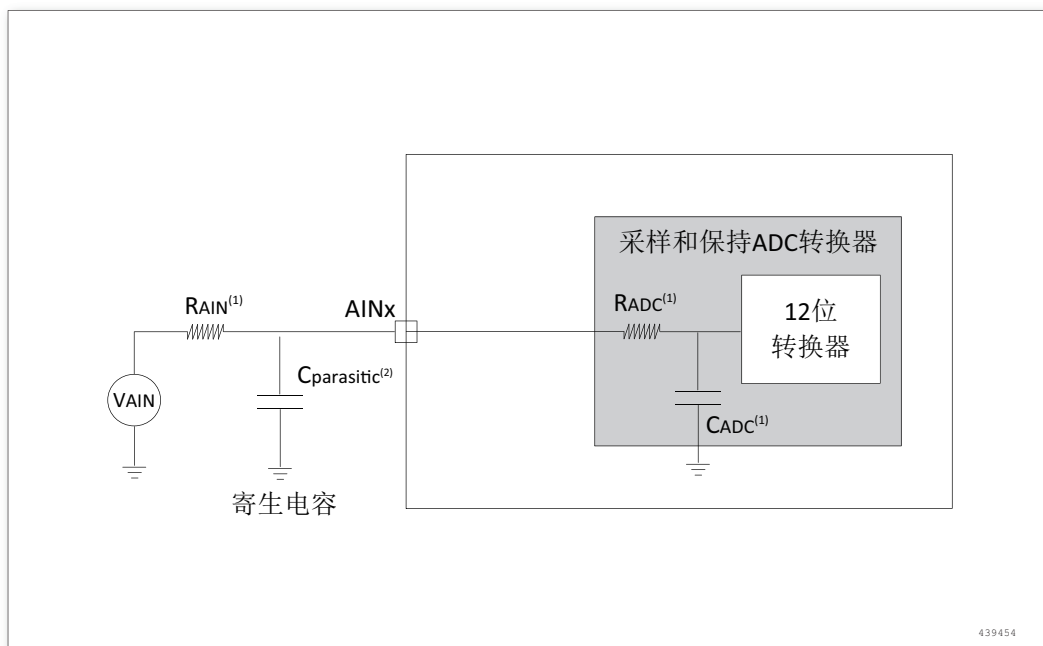 采样和保持ADC转换器
RAIN(1)
AINx
RADC(1)
12位
转换器
VAIN
Cparasitic(2)
CADC(1)
寄生电容
439454